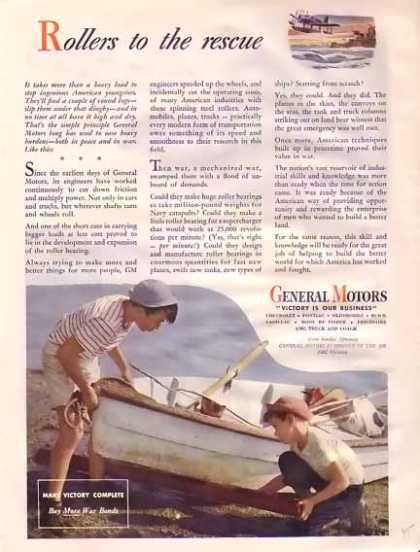 Rollers to the rescue
It takes more than a heavy load to
stop ingenious American youngsters.
They'll find a couple of round logs—
slip them under that dinghy—and in
no time at all have it high and dry.
That's the simple principle General
Motors long has used to move heavy
burdens—both in peace and in war.
Like this:
* * *
Since the earliest days of General
Motors, its engineers have worked
continuously to cut down friction
and multiply power. Not only in cars
and trucks, but wherever shafts turn
and wheels roll.
And one of the short cuts in carrying
bigger loads at less cost proved to
lie in the development and expansion
of the roller bearing.
Always trying to make more and
better things for more people, GM
engineers speeded up the wheels, and
incidentally cut the operating costs,
of many American industries with
these spinning steel rollers. Auto-
mobiles, planes, trucks — practically
every modern form of transportation
owes something of its speed and
smoothness to their research in this
field.
Then war, a mechanized war,
swamped them with a flood of un-
heard of demands.
Could they make huge roller bearings
to take million-pound weights for
Navy catapults? Could they make a
little roller bearing for a supercharger
that would work at 25,000 revolu-
tions per minute? (Yes, that's right
— per minute!) Could they design
and manufacture roller bearings in
enormous quantities for fast new
planes, swift new tanks, new types of
ships? Starting from scratch?
Yes, they could. And they did. The
planes in the skies, the convoys on
the seas, the tank and truck columns
striking out on land bear witness that
the great emergency was well met.
Once more, American techniques
built up in peacetime proved their
value in war.
The nation's vast reservoir of indus-
trial skills and knowledge was more
than ready when the time for action
came. It was ready because of the
American way of providing oppor-
tunity and rewarding the enterprise
of men who wanted to build a better
land.
For the same reason, this skill and
knowledge will be ready for the great
job of helping to build the better
world for which America has worked
and fought.
GENERAL MOTORS
"VICTORY IS OUR BUSINESS"
CHEVROLET • PONTIAC • OLDSMOBILE • BUICK
CADILLAC • BODY BY FISHER • FRIGIDAIRE
GMC TRUCK AND COACH
Every Sunday Afternoon
GENERAL MOTORS SYMPHONY OF THE AIR
NBC Network
MAKE VICTORY COMPLETE
Buy More War Bonds